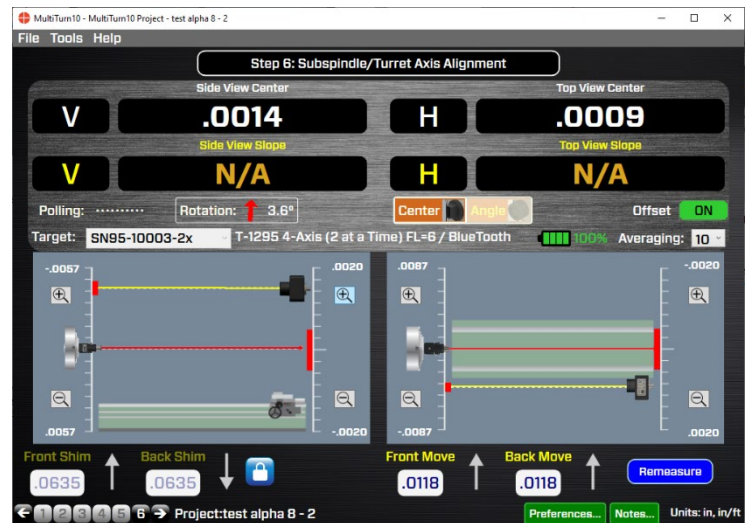 MultiTurn10 - MultiTurn10 Project - test alpha 8 - 2
File Tools Help
Step 6: Subspindle/Turret Axis Alignment
Side View Center Top View Center
V .0014 H .0009
Side View Slope Top View Slope
V N/A H N/A
Polling: .......... Rotation: 3.6° Center Angle Offset ON
Target: SN95-10003-2x T-1295 4-Axis (2 at a Time) FL=6 / BlueTooth 100% Averaging: 10
-.0057 .0020 .0087 -.0020
.0057 -.0020 -.0087 .0020
Front Shim Back Shim Front Move Back Move
.0635 .0635 .0118 .0118 Remeasure
1 2 3 4 5 6 Project:test alpha 8 - 2 Preferences... Notes... Units: in, in/ft